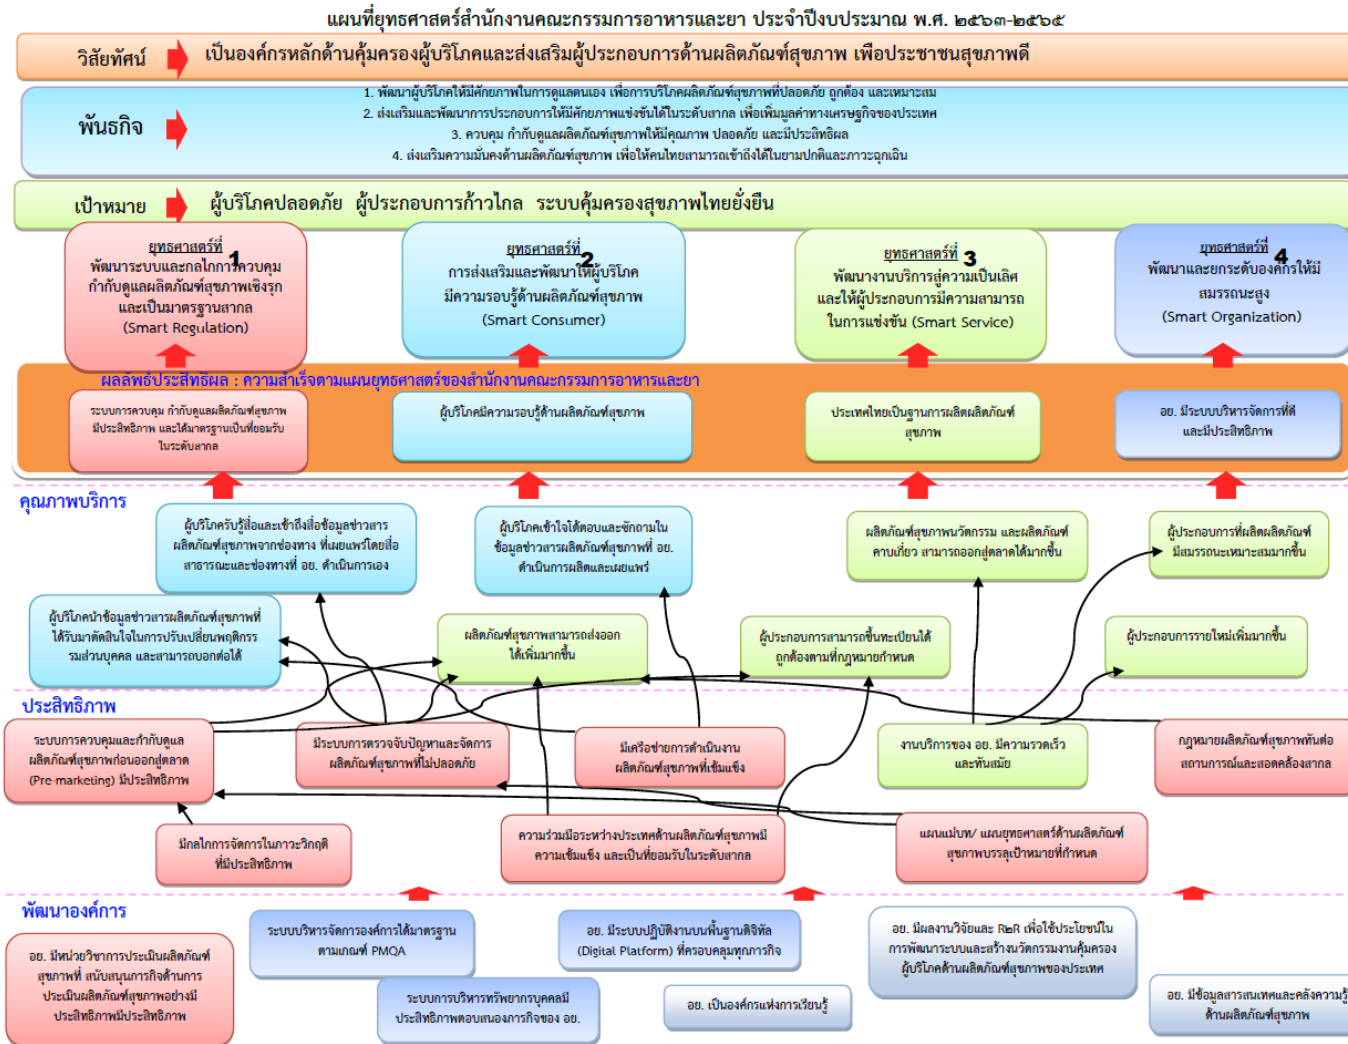 แผนที่ยุทธศาสตร์สำนักงานคณะกรรมการอาหารและยา ประจำปีงบประมาณ พ.ศ. ๒๕๖๓-๒๕๖๕
วิสัยทัศน์
เป็นองค์กรหลักด้านคุ้มครองผู้บริโภคและส่งเสริมผู้ประกอบการด้านผลิตภัณฑ์สุขภาพ เพื่อประชาชนสุขภาพดี
พันธกิจ
1. พัฒนาผู้บริโภคให้มีศักยภาพในการดูแลตนเอง เพื่อการบริโภคผลิตภัณฑ์สุขภาพที่ปลอดภัย ถูกต้อง และเหมาะสม
2. ส่งเสริมและพัฒนาการประกอบการให้มีศักยภาพแข่งขันได้ในระดับสากล เพื่อเพิ่มมูลค่าทางเศรษฐกิจของประเทศ
3. ควบคุม กำกับดูแลผลิตภัณฑ์สุขภาพให้มีคุณภาพ ปลอดภัย และมีประสิทธิผล
4. ส่งเสริมความมั่นคงด้านผลิตภัณฑ์สุขภาพ เพื่อให้คนไทยสามารถเข้าถึงได้ในยามปกติและภาวะฉุกเฉิน
เป้าหมาย
ผู้บริโภคปลอดภัย ผู้ประกอบการก้าวไกล ระบบคุ้มครองสุขภาพไทยยั่งยืน
ยุทธศาสตร์ที่ 1
พัฒนาระบบและกลไกการควบคุม
กำกับดูแลผลิตภัณฑ์สุขภาพเชิงรุก
และเป็นมาตรฐานสากล
(Smart Regulation)
ยุทธศาสตร์ที่ 2
การส่งเสริมและพัฒนาให้ผู้บริโภค
มีความรอบรู้ด้านผลิตภัณฑ์สุขภาพ
(Smart Consumer)
ยุทธศาสตร์ที่ 3
พัฒนางานบริการสู่ความเป็นเลิศ
และให้ผู้ประกอบการมีความสามารถ
ในการแข่งขัน (Smart Service)
ยุทธศาสตร์ที่ 4
พัฒนาและยกระดับองค์กรให้มี
สมรรถนะสูง
(Smart Organization)
ผลลัพธ์ประสิทธิผล : ความสำเร็จตามแผนยุทธศาสตร์ของสำนักงานคณะกรรมการอาหารและยา
ระบบการควบคุม กำกับดูแลผลิตภัณฑ์สุขภาพ
มีประสิทธิภาพ และได้มาตรฐานเป็นที่ยอมรับ
ในระดับสากล
ผู้บริโภคมีความรอบรู้ด้านผลิตภัณฑ์สุขภาพ
ประเทศไทยเป็นฐานการผลิตผลิตภัณฑ์
สุขภาพ
อย. มีระบบบริหารจัดการที่ดี
และมีประสิทธิภาพ
คุณภาพบริการ
ผู้บริโภครับรู้สื่อและเข้าถึงสื่อข้อมูลข่าวสาร
ผลิตภัณฑ์สุขภาพจากช่องทาง ที่เผยแพร่โดยสื่อ
สาธารณะและช่องทางที่ อย. ดำเนินการเอง
ผู้บริโภคเข้าใจโต้ตอบและซักถามใน
ข้อมูลข่าวสารผลิตภัณฑ์สุขภาพที่ อย.
ดำเนินการผลิตและเผยแพร่
ผลิตภัณฑ์สุขภาพนวัตกรรม และผลิตภัณฑ์
คาบเกี่ยว สามารถออกสู่ตลาดได้มากขึ้น
ผู้ประกอบการที่ผลิตผลิตภัณฑ์
มีสมรรถนะเหมาะสมมากขึ้น
ผู้บริโภคนำข้อมูลข่าวสารผลิตภัณฑ์สุขภาพที่
ได้รับมาตัดสินใจในการปรับเปลี่ยนพฤติกรร
รมส่วนบุคคล และสามารถบอกต่อได้
ผลิตภัณฑ์สุขภาพสามารถส่งออก
ได้เพิ่มมากขึ้น
ผู้ประกอบการสามารถขึ้นทะเบียนได้
ถูกต้องตามที่กฎหมายกำหนด
ผู้ประกอบการรายใหม่เพิ่มมากขึ้น
ประสิทธิภาพ
ระบบการควบคุมและกำกับดูแล
ผลิตภัณฑ์สุขภาพก่อนออกสู่ตลาด
(Pre-marketing) มีประสิทธิภาพ
มีระบบการตรวจจับปัญหาและจัดการ
ผลิตภัณฑ์สุขภาพที่ไม่ปลอดภัย
มีเครือข่ายการดำเนินงาน
ผลิตภัณฑ์สุขภาพที่เข้มแข็ง
งานบริการของ อย. มีความรวดเร็ว
และทันสมัย
กฎหมายผลิตภัณฑ์สุขภาพทันต่อ
สถานการณ์และสอดคล้องสากล
มีกลไกการจัดการในภาวะวิกฤติ
ที่มีประสิทธิภาพ
ความร่วมมือระหว่างประเทศด้านผลิตภัณฑ์สุขภาพมี
ความเข้มแข็ง และเป็นที่ยอมรับในระดับสากล
แผนแม่บท/ แผนยุทธศาสตร์ด้านผลิตภัณฑ์
สุขภาพบรรลุเป้าหมายที่กำหนด
พัฒนาองค์การ
อย. มีหน่วยวิชาการประเมินผลิตภัณฑ์
สุขภาพที่ สนับสนุนภารกิจด้านการ
ประเมินผลิตภัณฑ์สุขภาพอย่างมี
ประสิทธิภาพมีประสิทธิภาพ
ระบบบริหารจัดการองค์การได้มาตรฐาน
ตามเกณฑ์ PMQA
ระบบการบริหารทรัพยากรบุคคลมี
ประสิทธิภาพตอบสนองภารกิจของ อย.
อย. มีระบบปฏิบัติงานบนพื้นฐานดิจิทัล
(Digital Platform) ที่ครอบคลุมทุกภารกิจ
อย. เป็นองค์กรแห่งการเรียนรู้
อย. มีผลงานวิจัยและ R2R เพื่อใช้ประโยชน์ใน
การพัฒนาระบบและสร้างนวัตกรรมงานคุ้มครอง
ผู้บริโภคด้านผลิตภัณฑ์สุขภาพของประเทศ
อย. มีข้อมูลสารสนเทศและคลังความรู้
ด้านผลิตภัณฑ์สุขภาพ